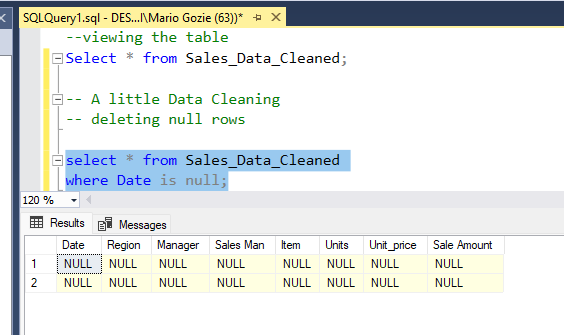 SQLQuery1.sql - DES...I\Mario Gozie (63))*
--viewing the table
Select * from Sales_Data_Cleaned;
-- A little Data Cleaning
-- deleting null rows
select * from Sales_Data_Cleaned
where Date is null;
120 %
Results Messages
Date Region Manager Sales Man Item Units Unit_price Sale Amount
1 NULL NULL NULL NULL NULL NULL NULL NULL
2 NULL NULL NULL NULL NULL NULL NULL NULL